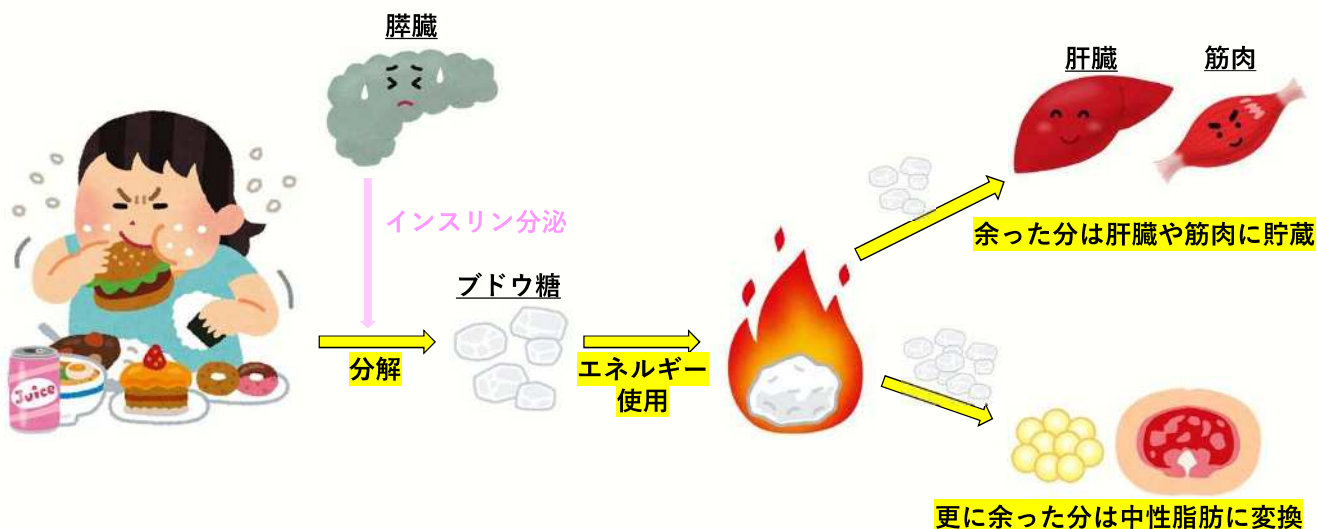 膵臓
肝臓
筋肉
インスリン分泌
余った分は肝臓や筋肉に貯蔵
ブドウ糖
分解
エネルギー
使用
Juice
更に余った分は中性脂肪に変換